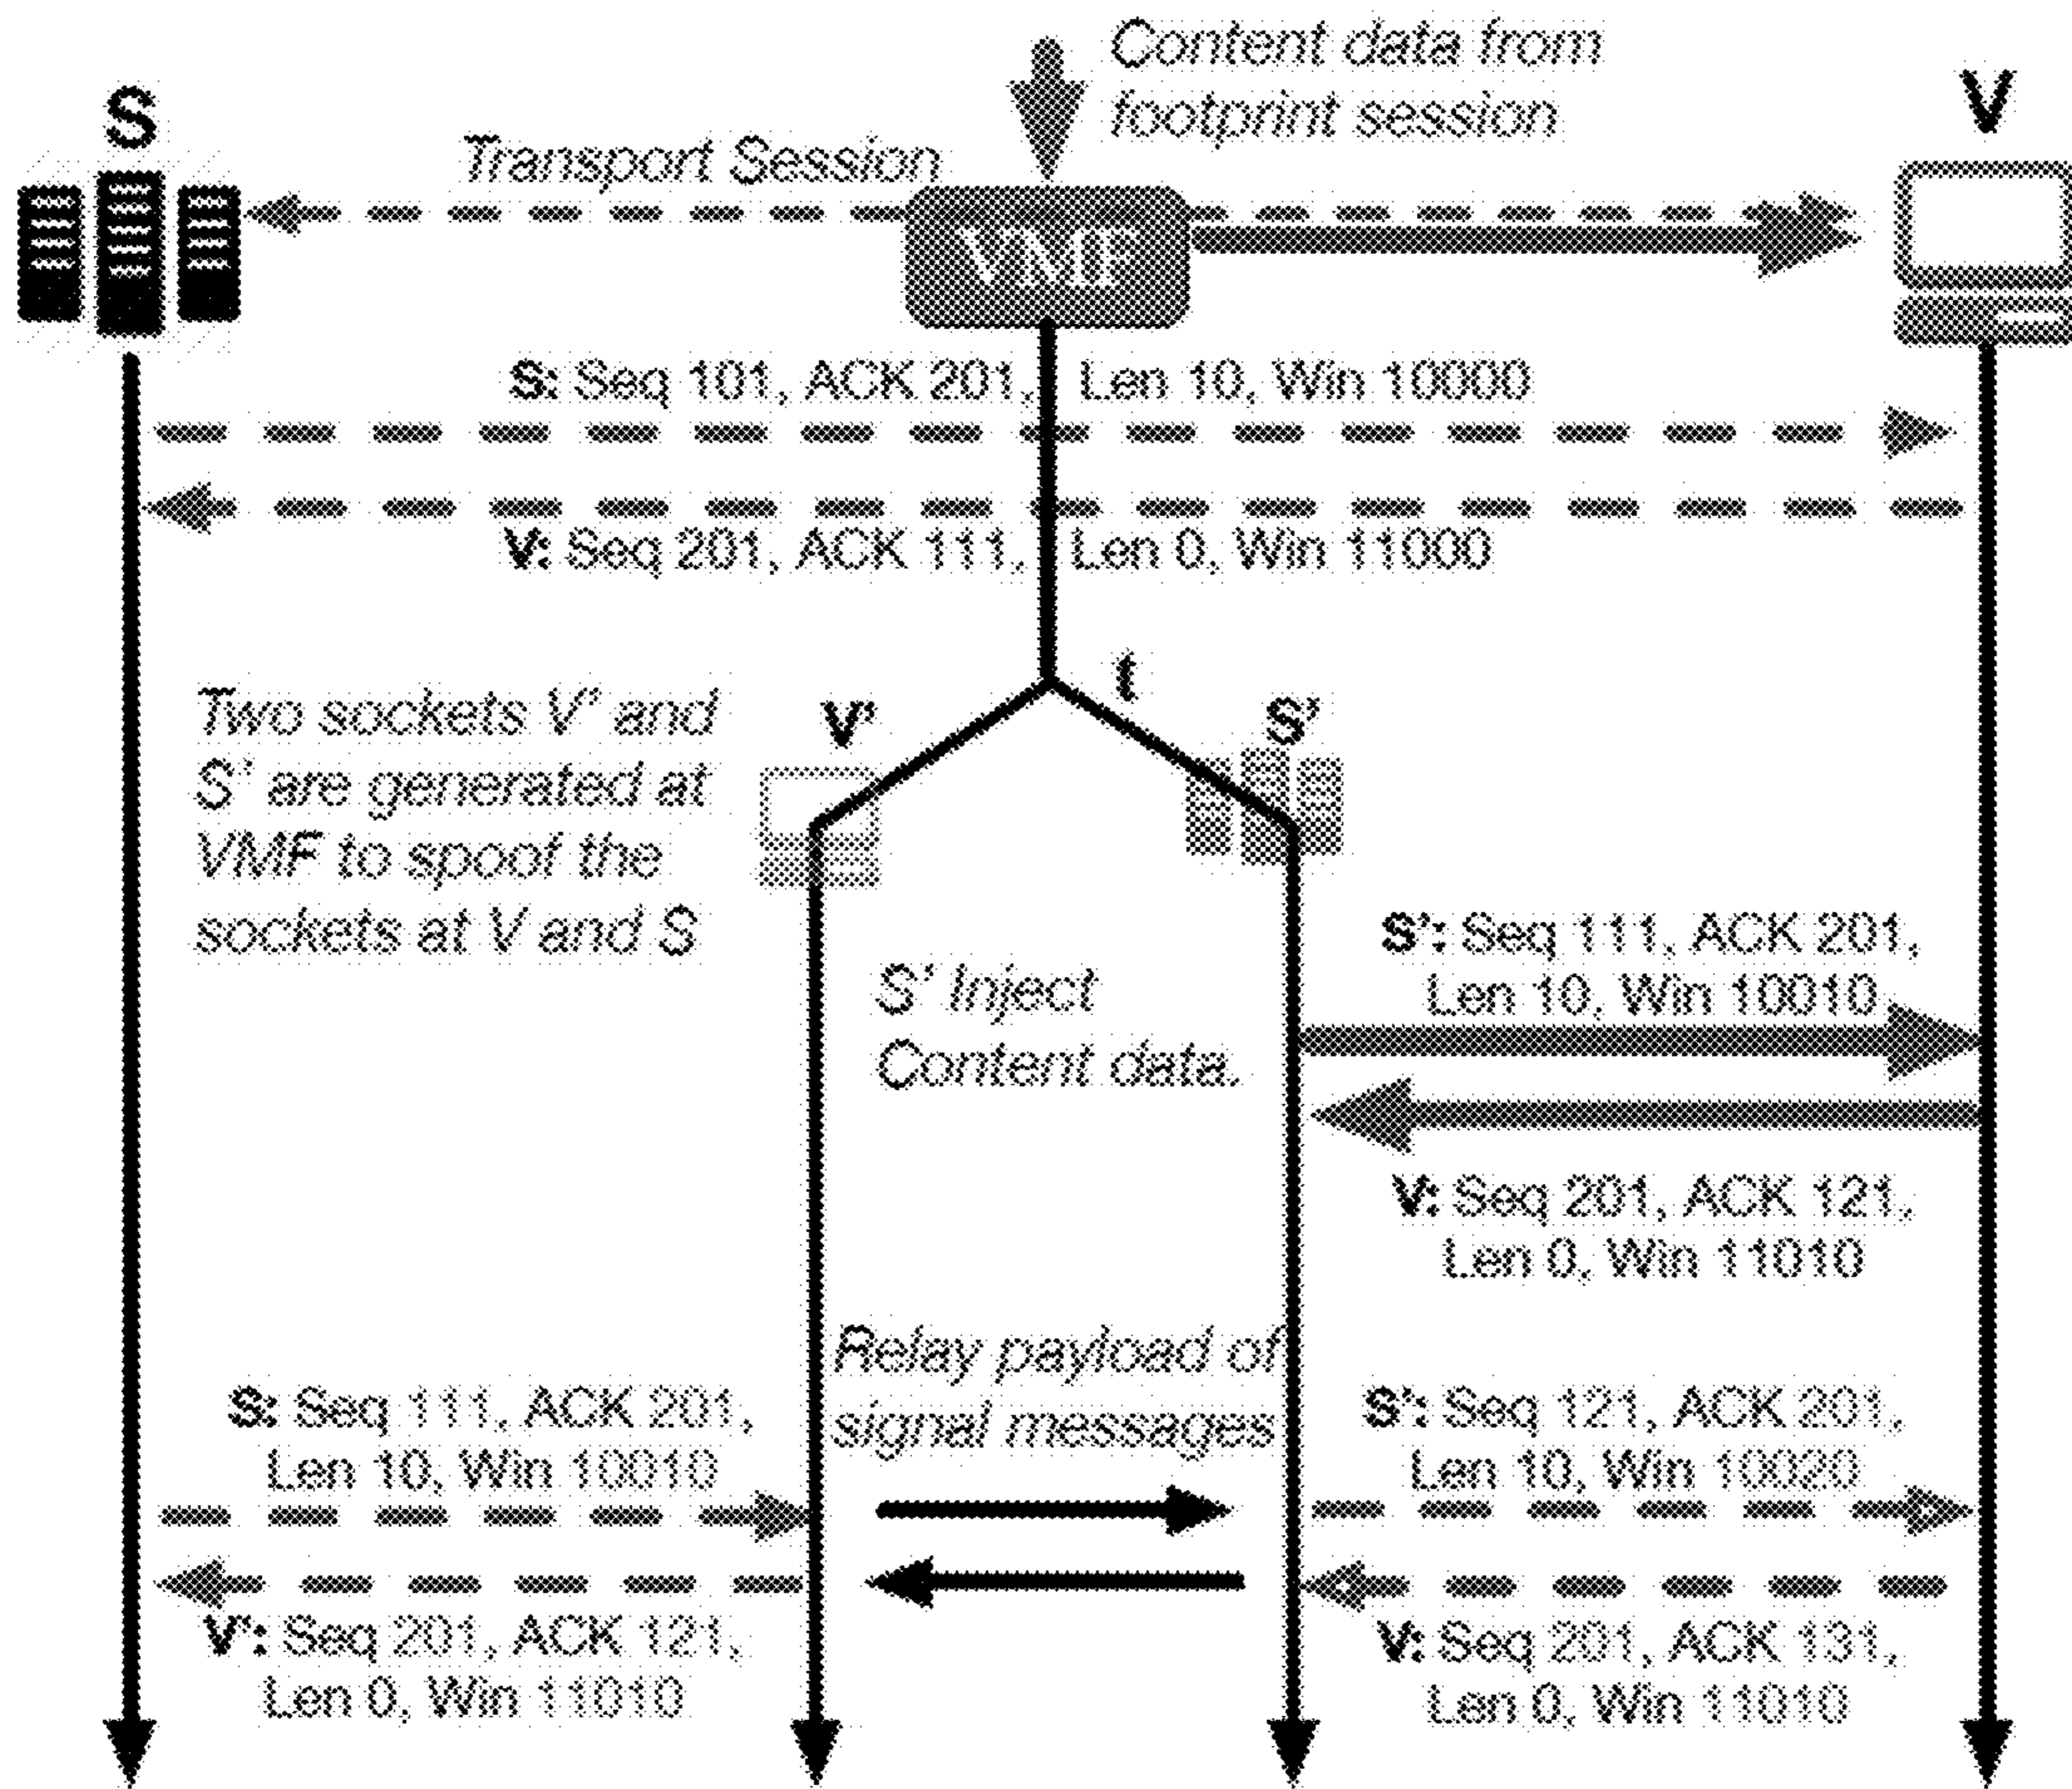 Content data from
footprint session
S
V
Transport Session
VMF
S: Seq 101, ACK 201, Len 10, Win 10000
V: Seq 201, ACK 111, Len 0, Win 11000
t
Two sockets V' and
S' are generated at
VMF to spoof the
sockets at V and S
V'
S'
S' Inject
Content data.
S': Seq 111, ACK 201,
Len 10, Win 10010
V: Seq 201, ACK 121,
Len 0, Win 11010
Relay payload of
signal messages
S: Seq 111, ACK 201,
Len 10, Win 10010
S': Seq 121, ACK 201,
Len 10, Win 10020
V': Seq 201, ACK 121,
Len 0, Win 11010
V: Seq 201, ACK 131,
Len 0, Win 11010